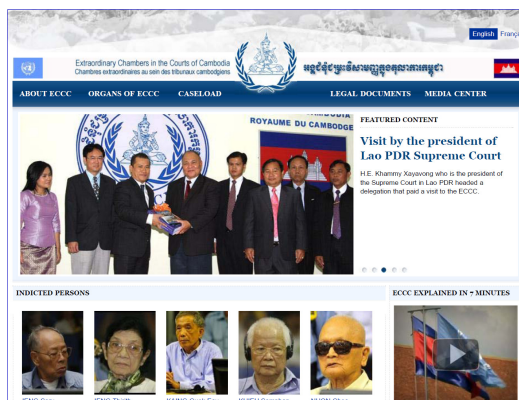 English Franç
Extraordinary Chambers in the Courts of Cambodia
Chambres extraordinaires au sein des tribunaux cambodgiens
អង្គជំនុំជម្រះវិសាមញ្ញក្នុងតុលាការកម្ពុជា
ABOUT ECCC ORGANS OF ECCC CASELOAD LEGAL DOCUMENTS MEDIA CENTER
ROYAUME DU CAMBODGE
FEATURED CONTENT
Visit by the president of
Lao PDR Supreme Court
H.E. Khammy Xayavong who is the president of
the Supreme Court in Lao PDR headed a
delegation that paid a visit to the ECCC.
INDICTED PERSONS
ECCC EXPLAINED IN 7 MINUTES